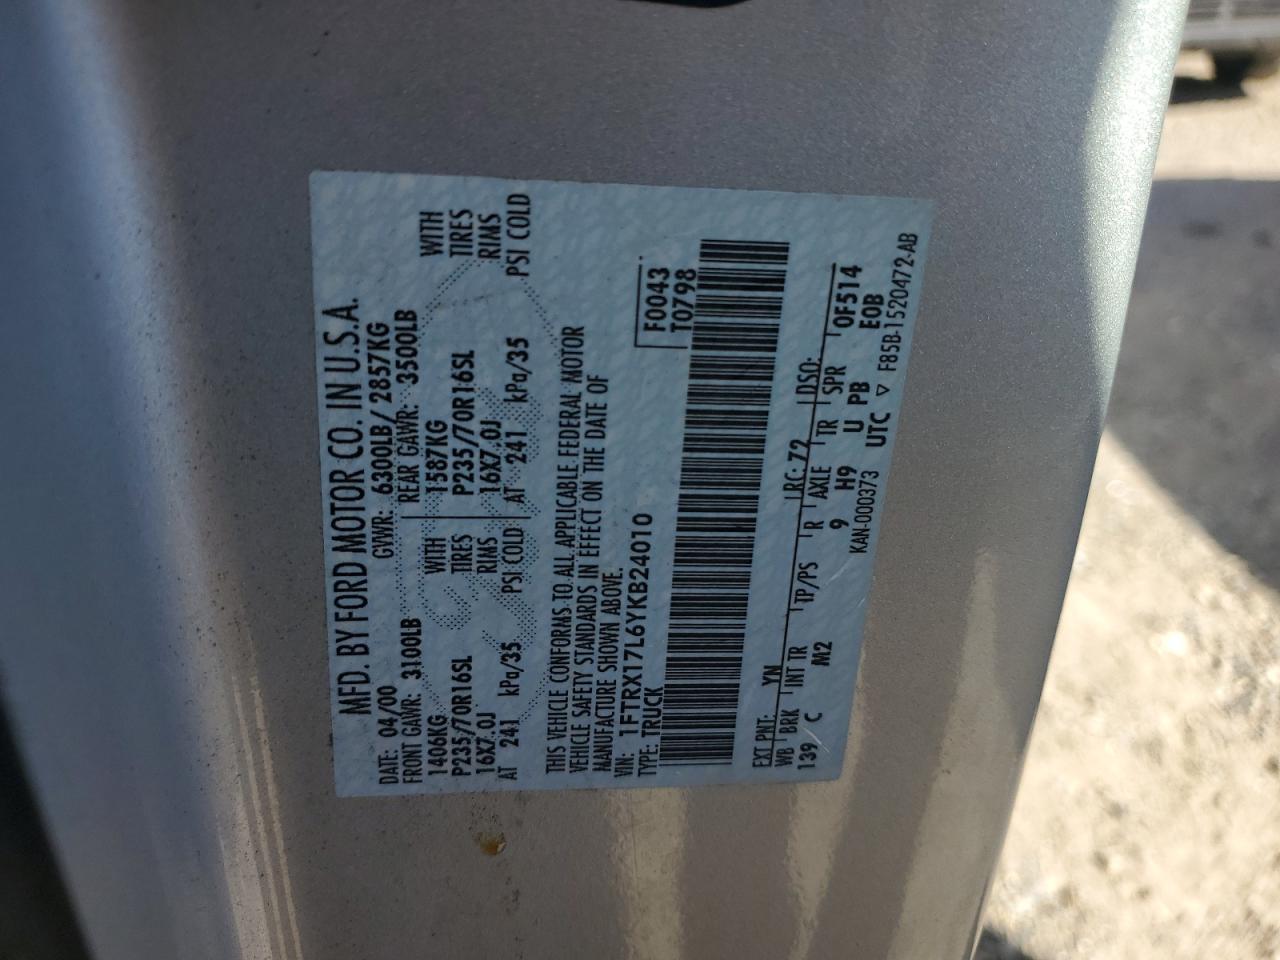 MFD. BY FORD MOTOR CO. IN U.S.A.
DATE: 04/00 GVWR: 6300LB/ 2857KG
FRONT GAWR: 3100LB REAR GAWR: 3500LB
1406KG WITH 1587KG WITH
P235/70R16SL TIRES P235/70R16SL TIRES
16X7.0J RIMS 16X7.0J RIMS
AT 241 kPa/35 PSI COLD AT 241 kPa/35 PSI COLD
THIS VEHICLE CONFORMS TO ALL APPLICABLE FEDERAL MOTOR
VEHICLE SAFETY STANDARDS IN EFFECT ON THE DATE OF
MANUFACTURE SHOWN ABOVE.
VIN: 1FTRX17L6YKB24010 F0043
TYPE: TRUCK T0798
EXT PNT: YN RC: 72 DSO:
WB BRK INT TR TP/PS R AXLE TR SPR 0F514
139 C M2 9 H9 U PB E0B
KAN-000373 UTC ▽ F85B-1520472-AB